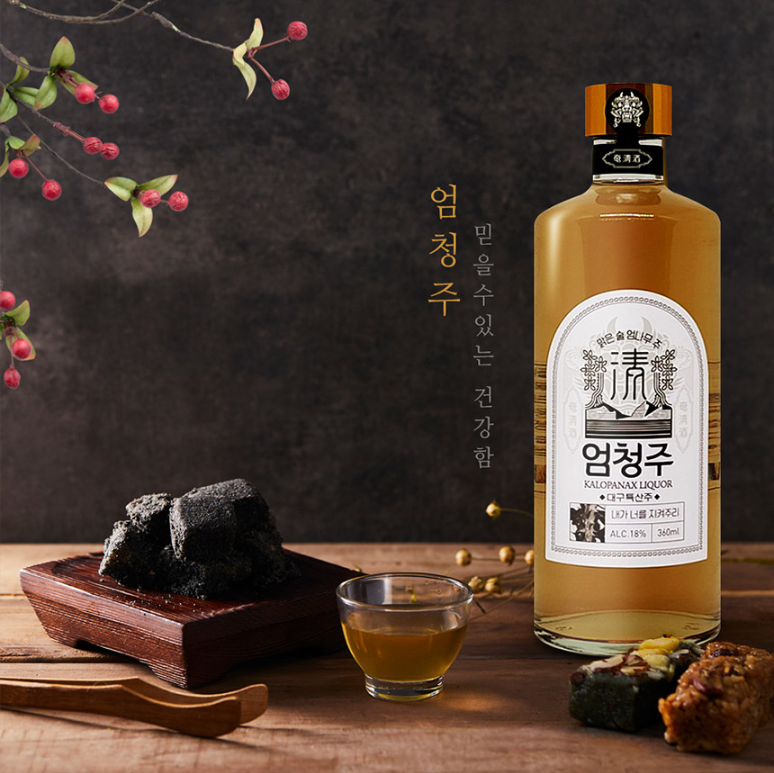 엄청주
믿을수있는 건강함
맑은술엄나무주
清
엄청주
KALOPANAX LIQUOR
◆대구특산주◆
내가 너를 지켜주리
ALC.18%
360ml